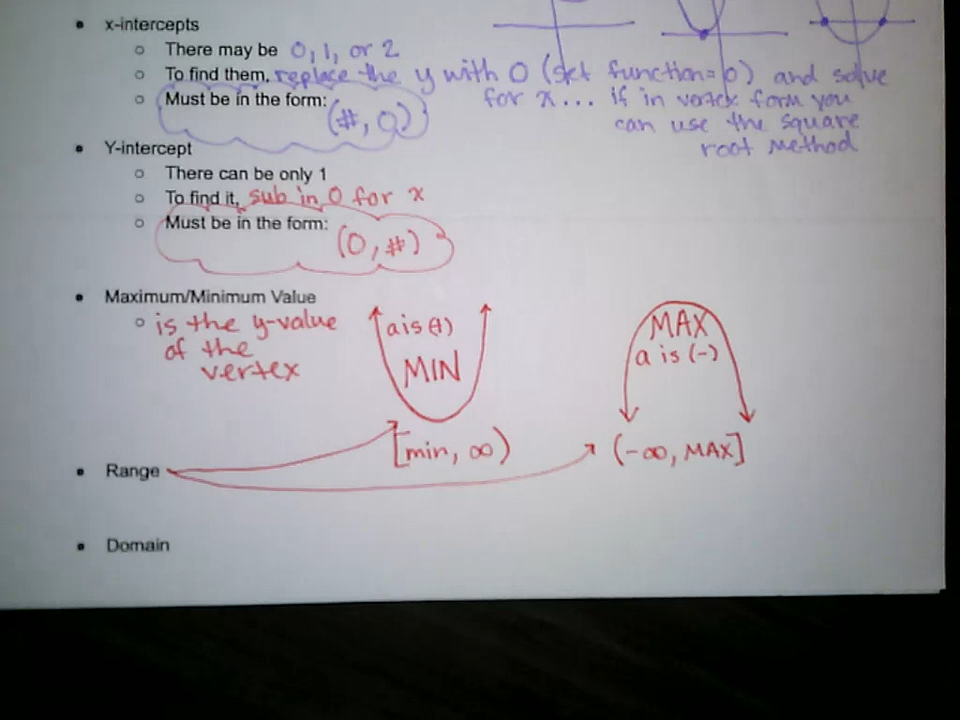 • x-intercepts
○ There may be 0, 1, or 2
○ To find them, replace the y with 0 (set function=0) and solve
for x... if in vertex form you
○ Must be in the form:
(#, 0)
can use the square
root method
• Y-intercept
○ There can be only 1
○ To find it, sub in 0 for x
○ Must be in the form:
(0, #)
• Maximum/Minimum Value
○ is the y-value
of the
vertex
a is (+)
MIN
MAX
a is (-)
[min, ∞)
(-∞, MAX]
• Range
• Domain